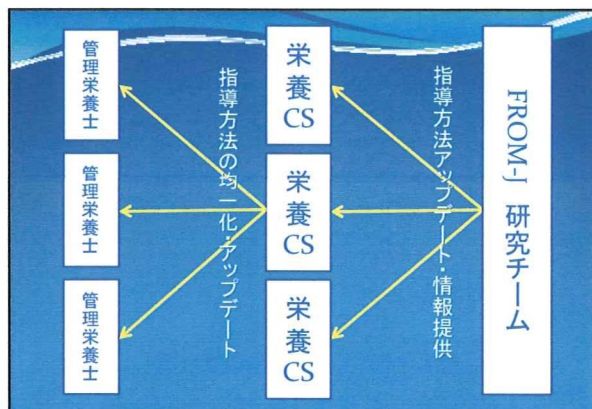 FROM-J 研究チーム
指導方法アップデート・情報提供
栄養CS
栄養CS
栄養CS
指導方法の均一化・アップデート
管理栄養士
管理栄養士
管理栄養士